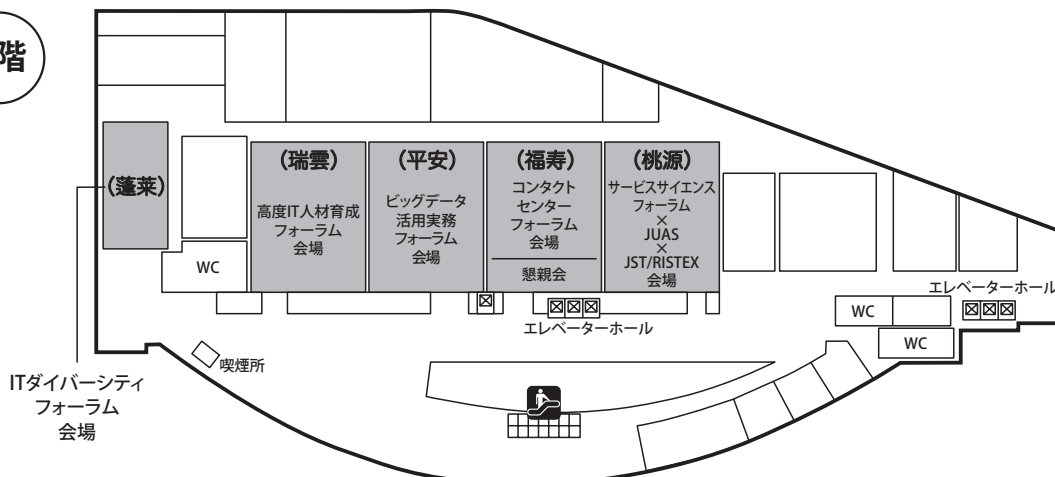 階
(蓬莱)
(瑞雲)
高度IT人材育成
フォーラム
会場
(平安)
ビッグデータ
活用実務
フォーラム
会場
(福寿)
コンタクト
センター
フォーラム
会場
懇親会
(桃源)
サービスサイエンス
フォーラム
×
JUAS
×
JST/RISTEX
会場
WC
エレベーターホール
エレベーターホール
WC
WC
喫煙所
ITダイバーシティ
フォーラム
会場